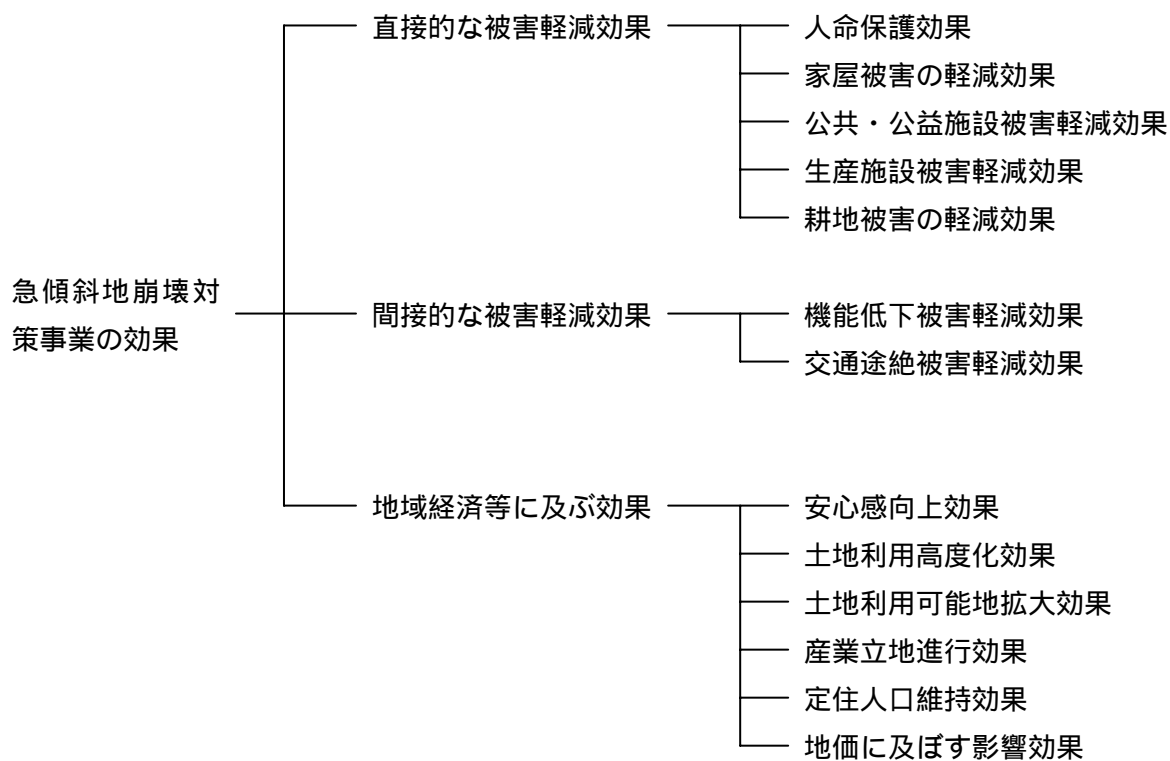 急傾斜地崩壊対
策事業の効果
直接的な被害軽減効果
人命保護効果
家屋被害の軽減効果
公共・公益施設被害軽減効果
生産施設被害軽減効果
耕地被害の軽減効果
間接的な被害軽減効果
機能低下被害軽減効果
交通途絶被害軽減効果
地域経済等に及ぶ効果
安心感向上効果
土地利用高度化効果
土地利用可能地拡大効果
産業立地進行効果
定住人口維持効果
地価に及ぼす影響効果